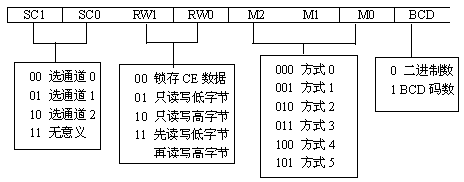 SC1 SC0 RW1 RW0 M2 M1 M0 BCD
00 选通道 0
01 选通道 1
10 选通道 2
11 无意义
00 锁存 CE 数据
01 只读写低字节
10 只读写高字节
11 先读写低字节
再读写高字节
000 方式 0
001 方式 1
010 方式 2
011 方式 3
100 方式 4
101 方式 5
0 二进制数
1 BCD 码数